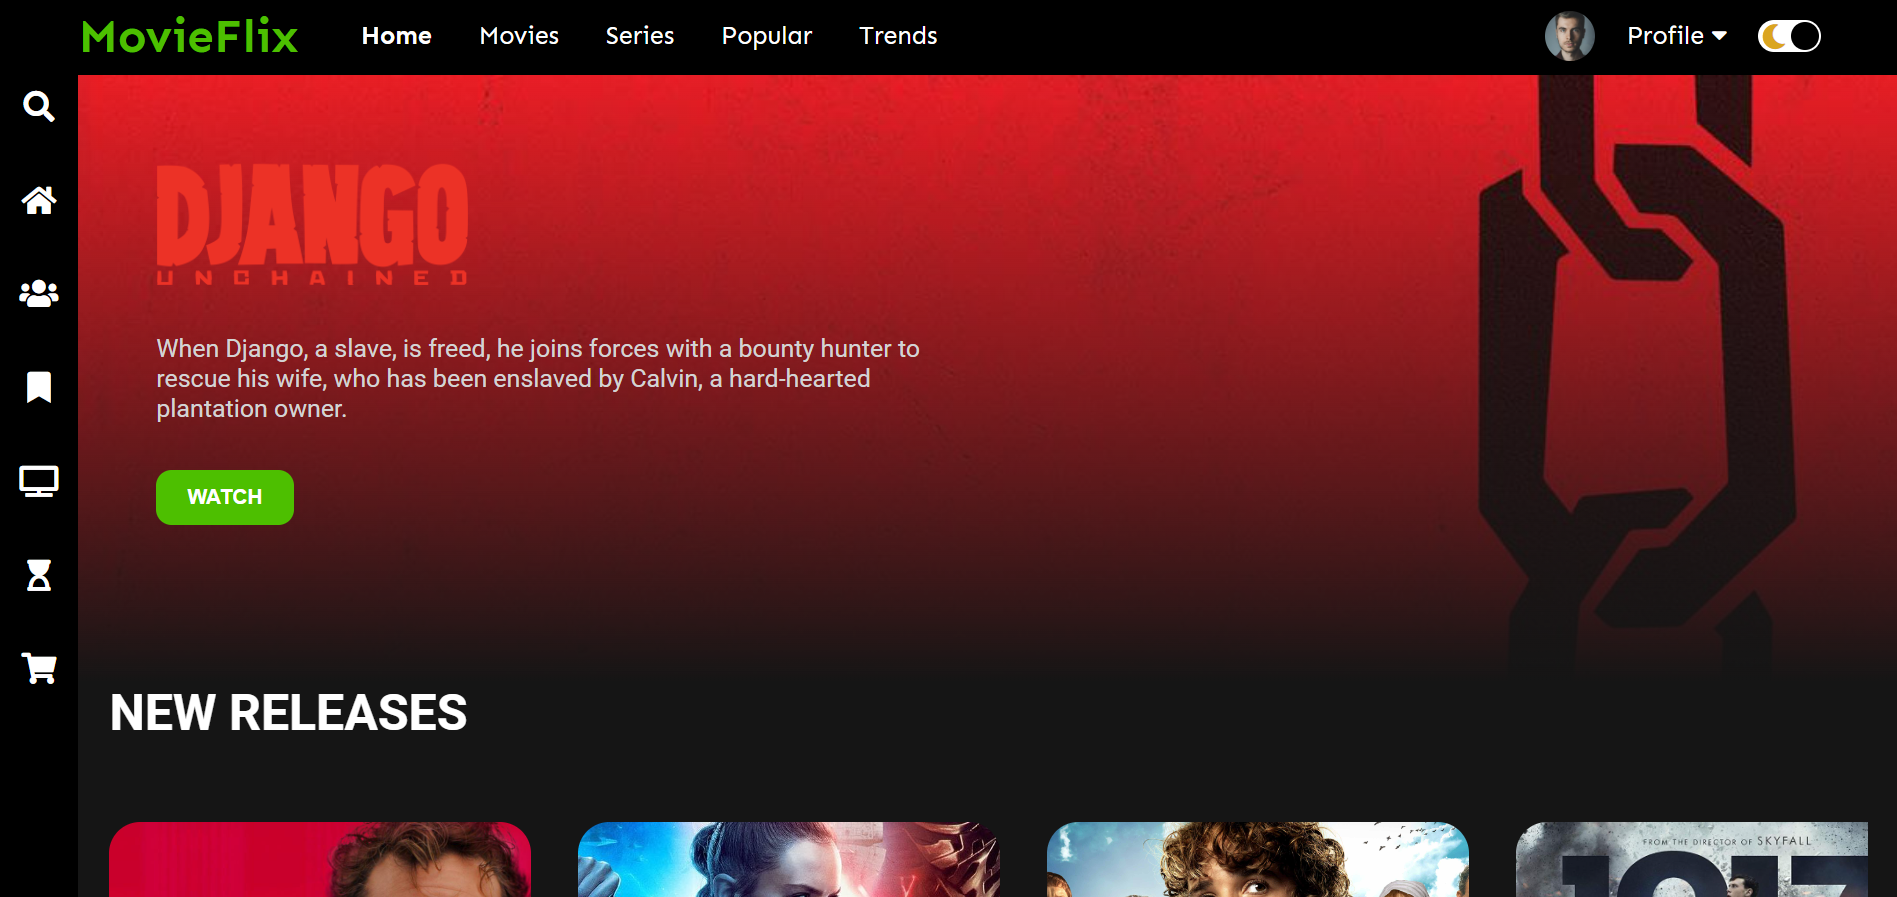 MovieFlix Home Movies Series Popular Trends Profile
DJANGO
UNCHAINED
When Django, a slave, is freed, he joins forces with a bounty hunter to
rescue his wife, who has been enslaved by Calvin, a hard-hearted
plantation owner.
WATCH
NEW RELEASES
FROM THE DIRECTOR OF SKYFALL
1917